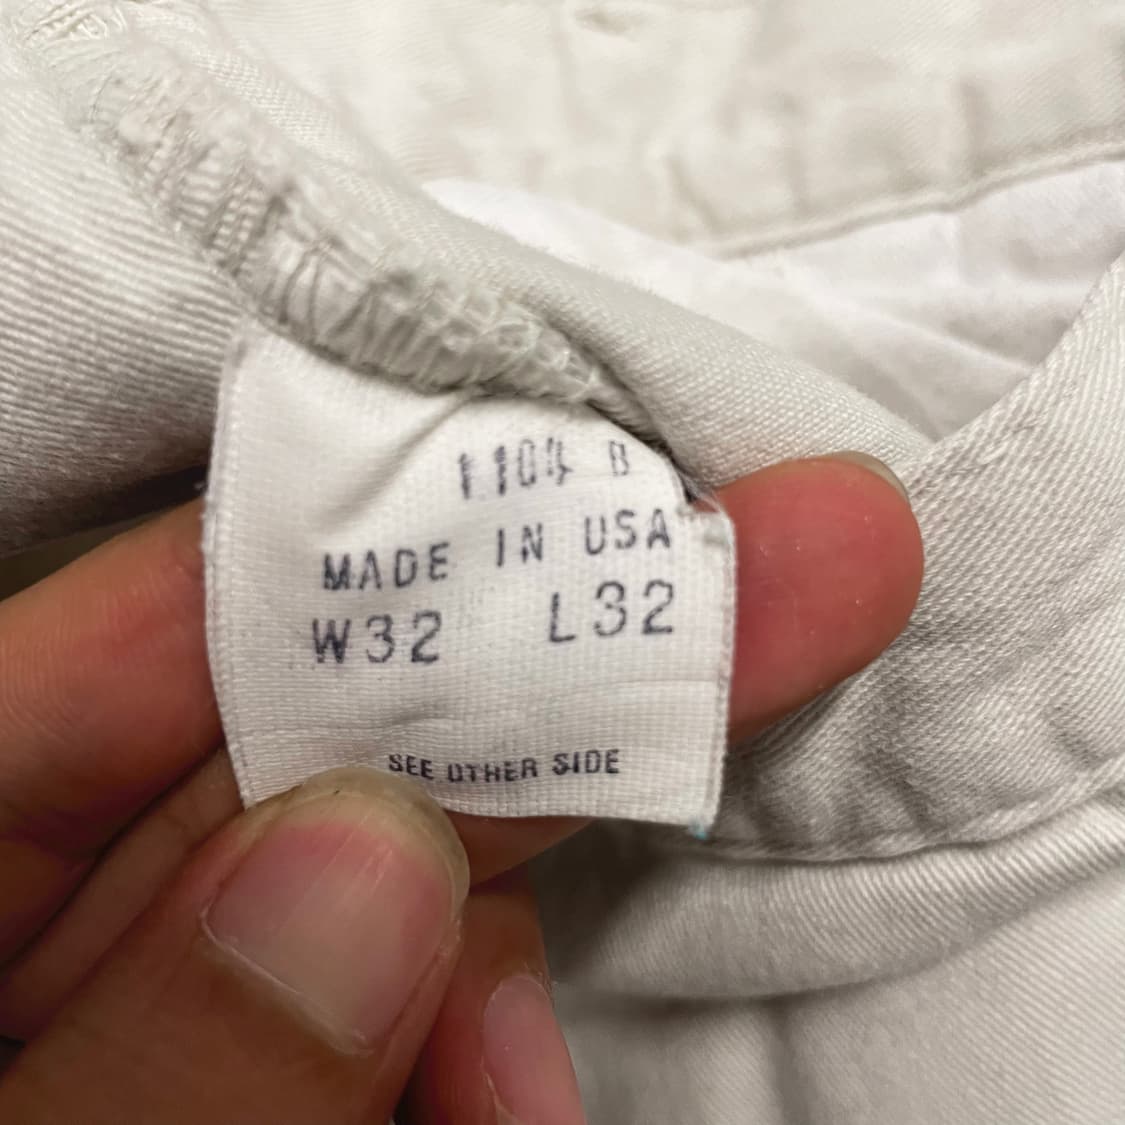 1104 B
MADE IN USA
W32 L32
SEE OTHER SIDE